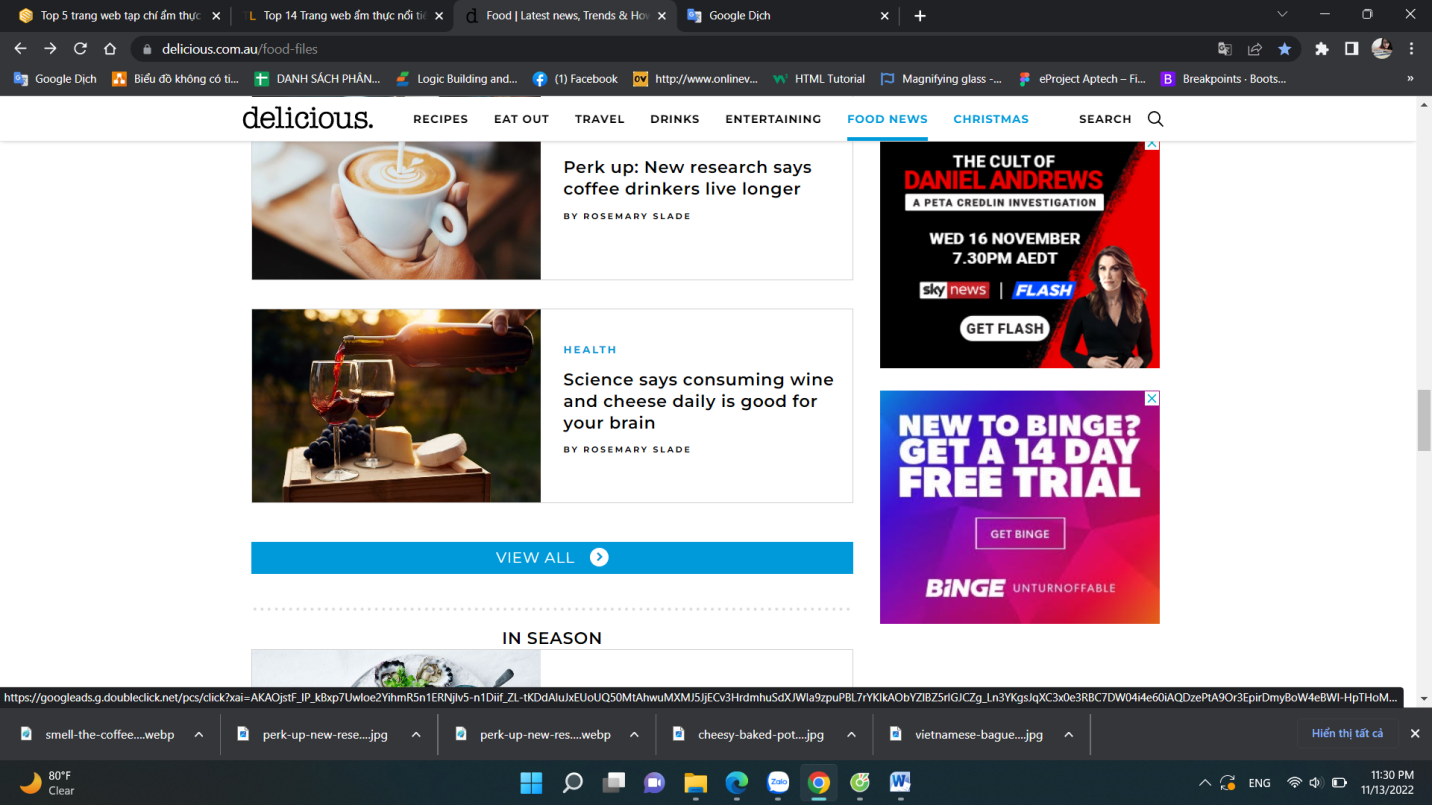 Top 5 trang web tạp chí ẩm thực
TL Top 14 Trang web ẩm thực nổi tiế
d Food | Latest news, Trends & How
Google Dịch
delicious.com.au/food-files
Google Dịch
Biểu đồ không có ti...
DANH SÁCH PHÂN...
Logic Building and...
(1) Facebook
OV http://www.onlinev...
HTML Tutorial
Magnifying glass -...
eProject Aptech – Fi...
B Breakpoints · Boots...
»
delicious.
RECIPES
EAT OUT
TRAVEL
DRINKS
ENTERTAINING
FOOD NEWS
CHRISTMAS
SEARCH
Perk up: New research says
coffee drinkers live longer
BY ROSEMARY SLADE
THE CULT OF
DANIEL ANDREWS
A PETA CREDLIN INVESTIGATION
WED 16 NOVEMBER
7.30PM AEDT
sky news | FLASH
GET FLASH
HEALTH
Science says consuming wine
and cheese daily is good for
your brain
BY ROSEMARY SLADE
NEW TO BINGE?
GET A 14 DAY
FREE TRIAL
GET BINGE
BINGE UNTURNOFFABLE
VIEW ALL
IN SEASON
smell-the-coffee....webp
perk-up-new-rese....jpg
perk-up-new-res....webp
cheesy-baked-pot....jpg
vietnamese-bague....jpg
Hiển thị tất cả
80°F
Clear
Zalo
W
ENG
11:30 PM
11/13/2022